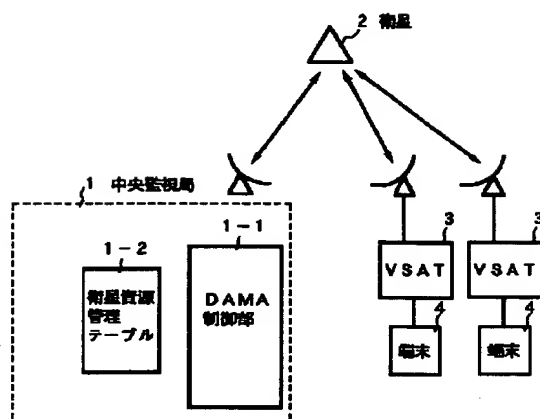 2 衛星
1 中央監視局
1-2
1-1
衛星資源
管理
テーブル
DAMA
制御部
3
3
VSAT
VSAT
4
4
端末
端末